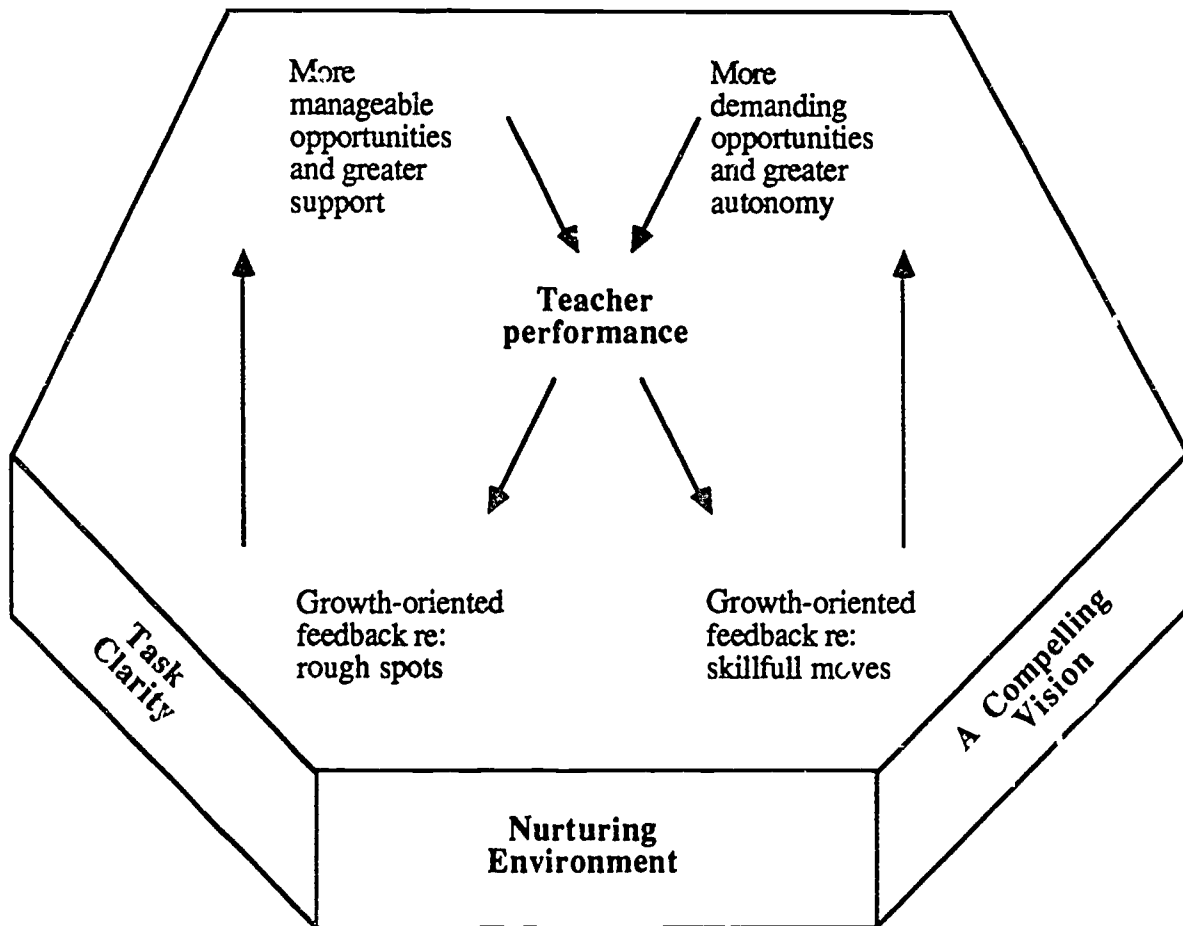 More
manageable
opportunities
and greater
support
More
demanding
opportunities
and greater
autonomy
Teacher
performance
Growth-oriented
feedback re:
rough spots
Growth-oriented
feedback re:
skillfull moves
Task
Clarity
A Compelling
Vision
Nurturing
Environment